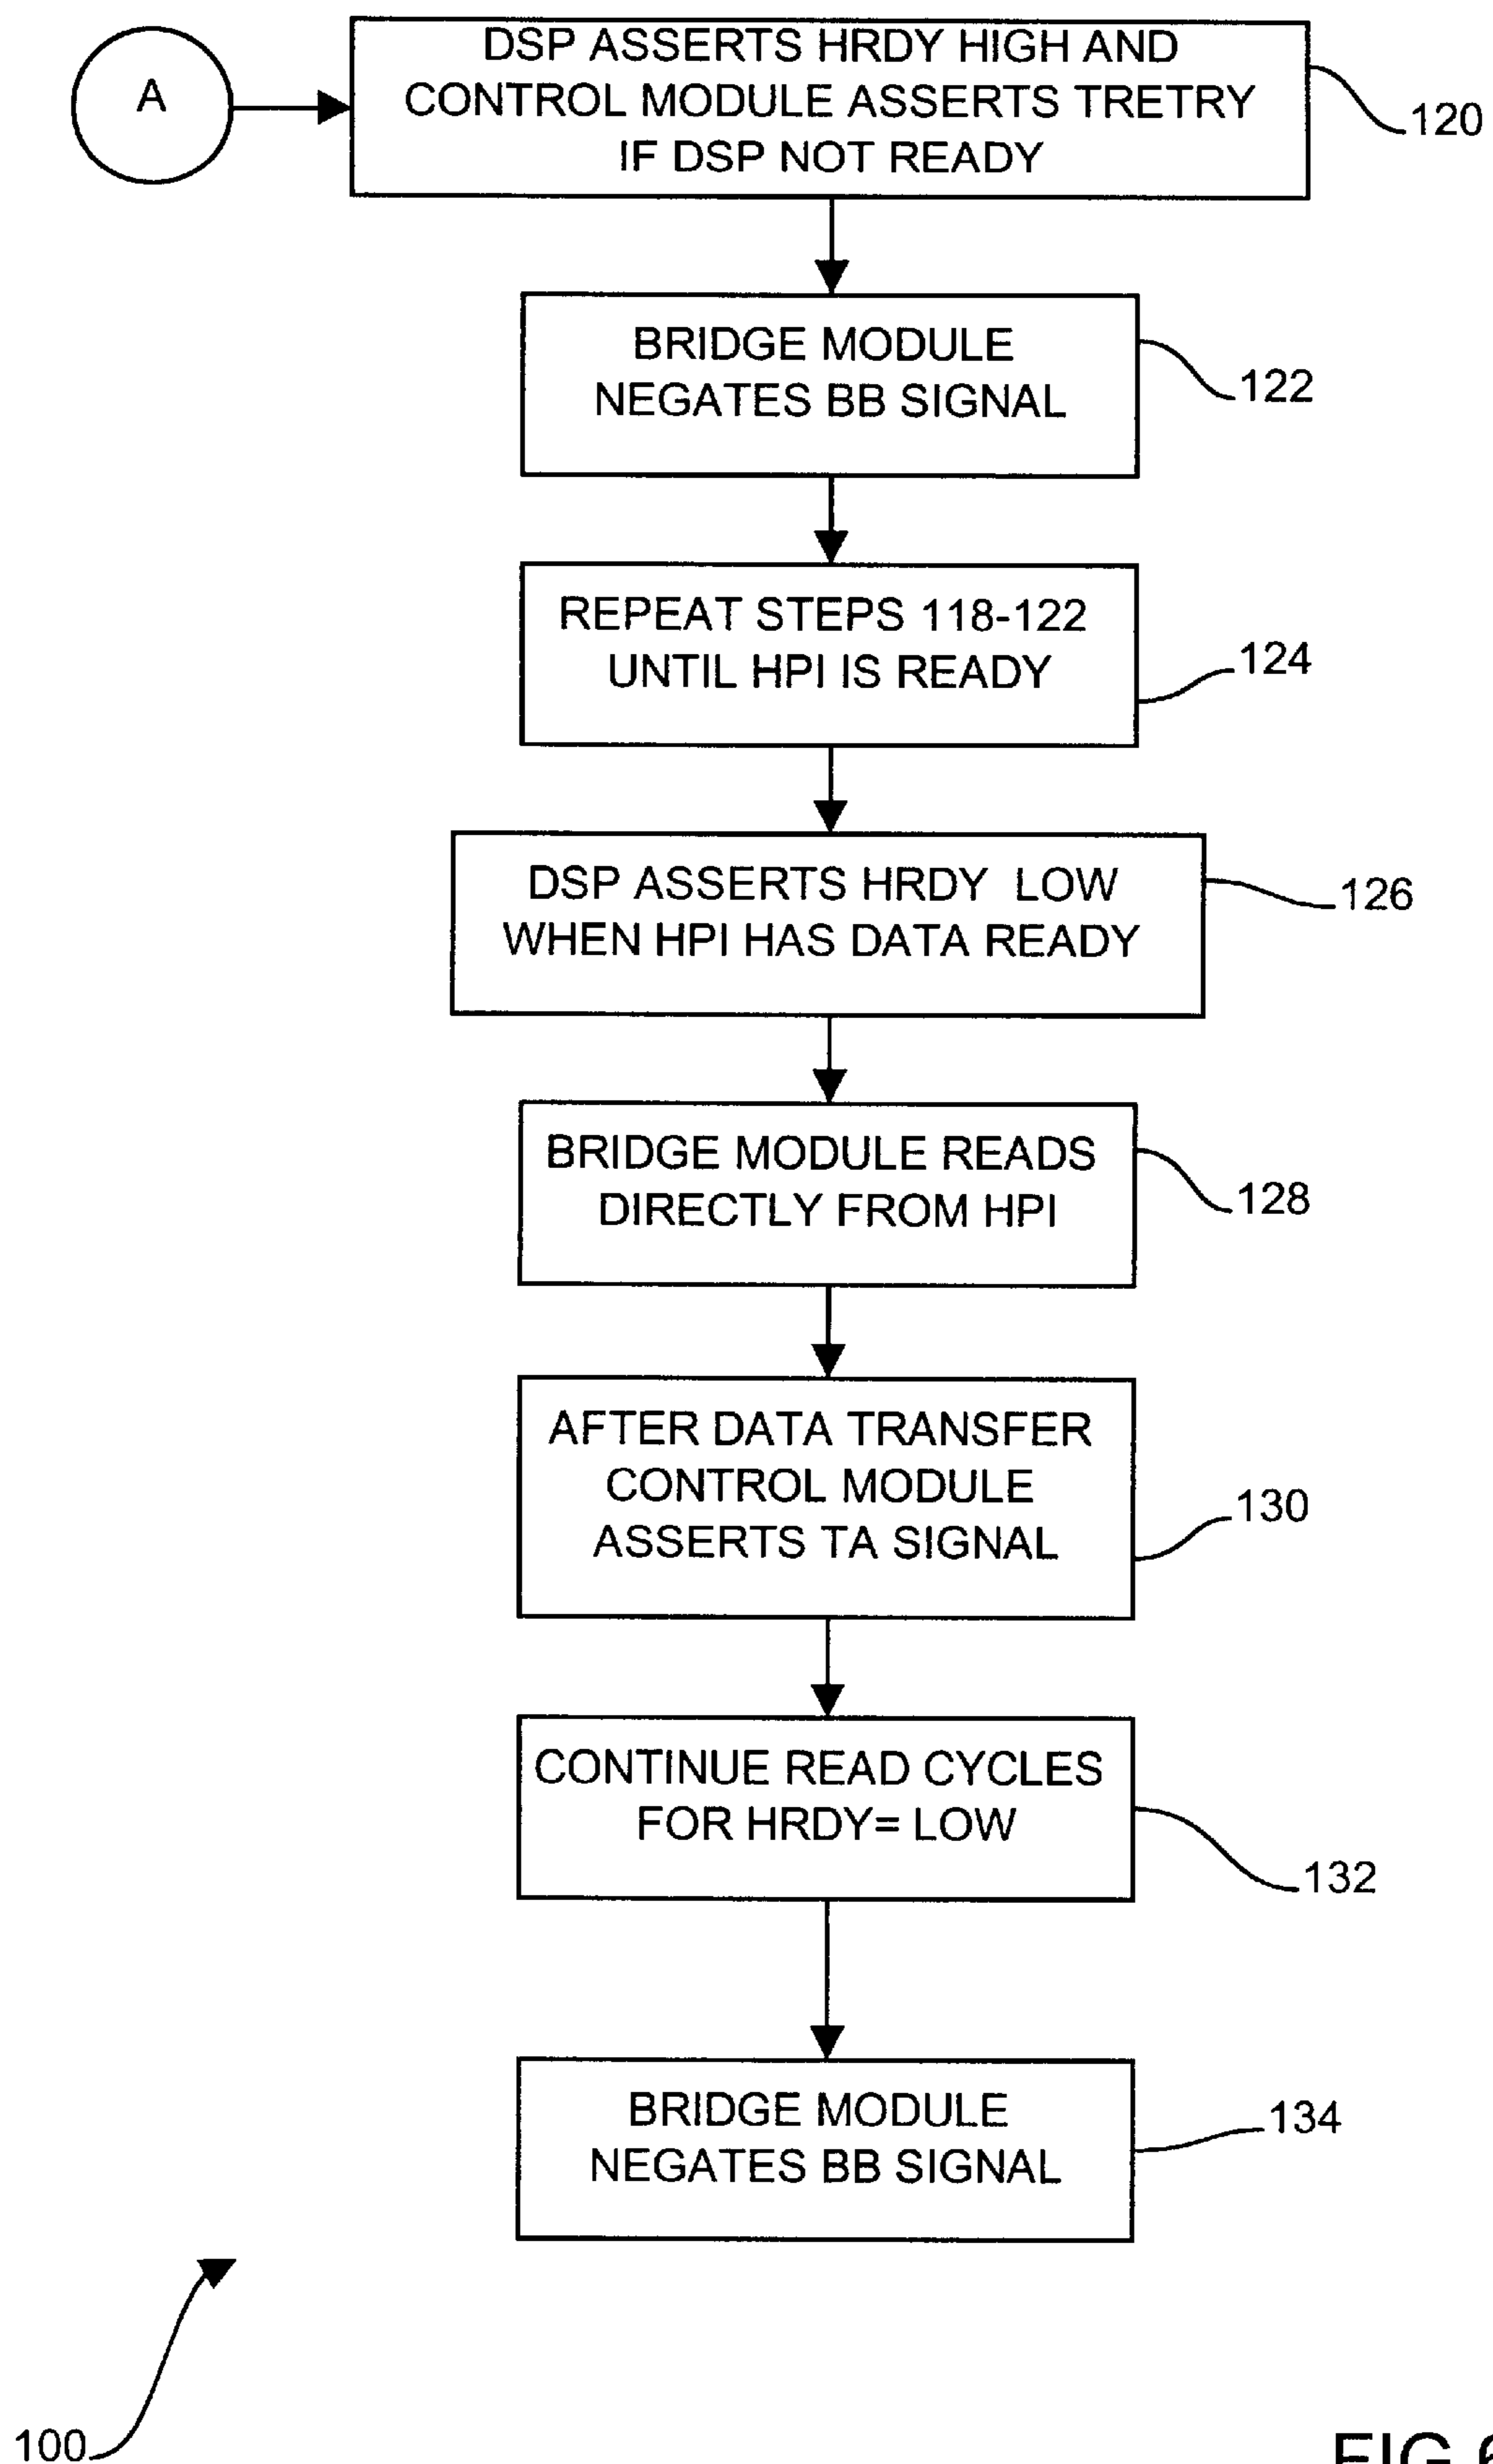 A
DSP ASSERTS HRDY HIGH AND
CONTROL MODULE ASSERTS TRETRY
IF DSP NOT READY
120
BRIDGE MODULE
NEGATES BB SIGNAL
122
REPEAT STEPS 118-122
UNTIL HPI IS READY
124
DSP ASSERTS HRDY LOW
WHEN HPI HAS DATA READY
126
BRIDGE MODULE READS
DIRECTLY FROM HPI
128
AFTER DATA TRANSFER
CONTROL MODULE
ASSERTS TA SIGNAL
130
CONTINUE READ CYCLES
FOR HRDY= LOW
132
BRIDGE MODULE
NEGATES BB SIGNAL
134
100